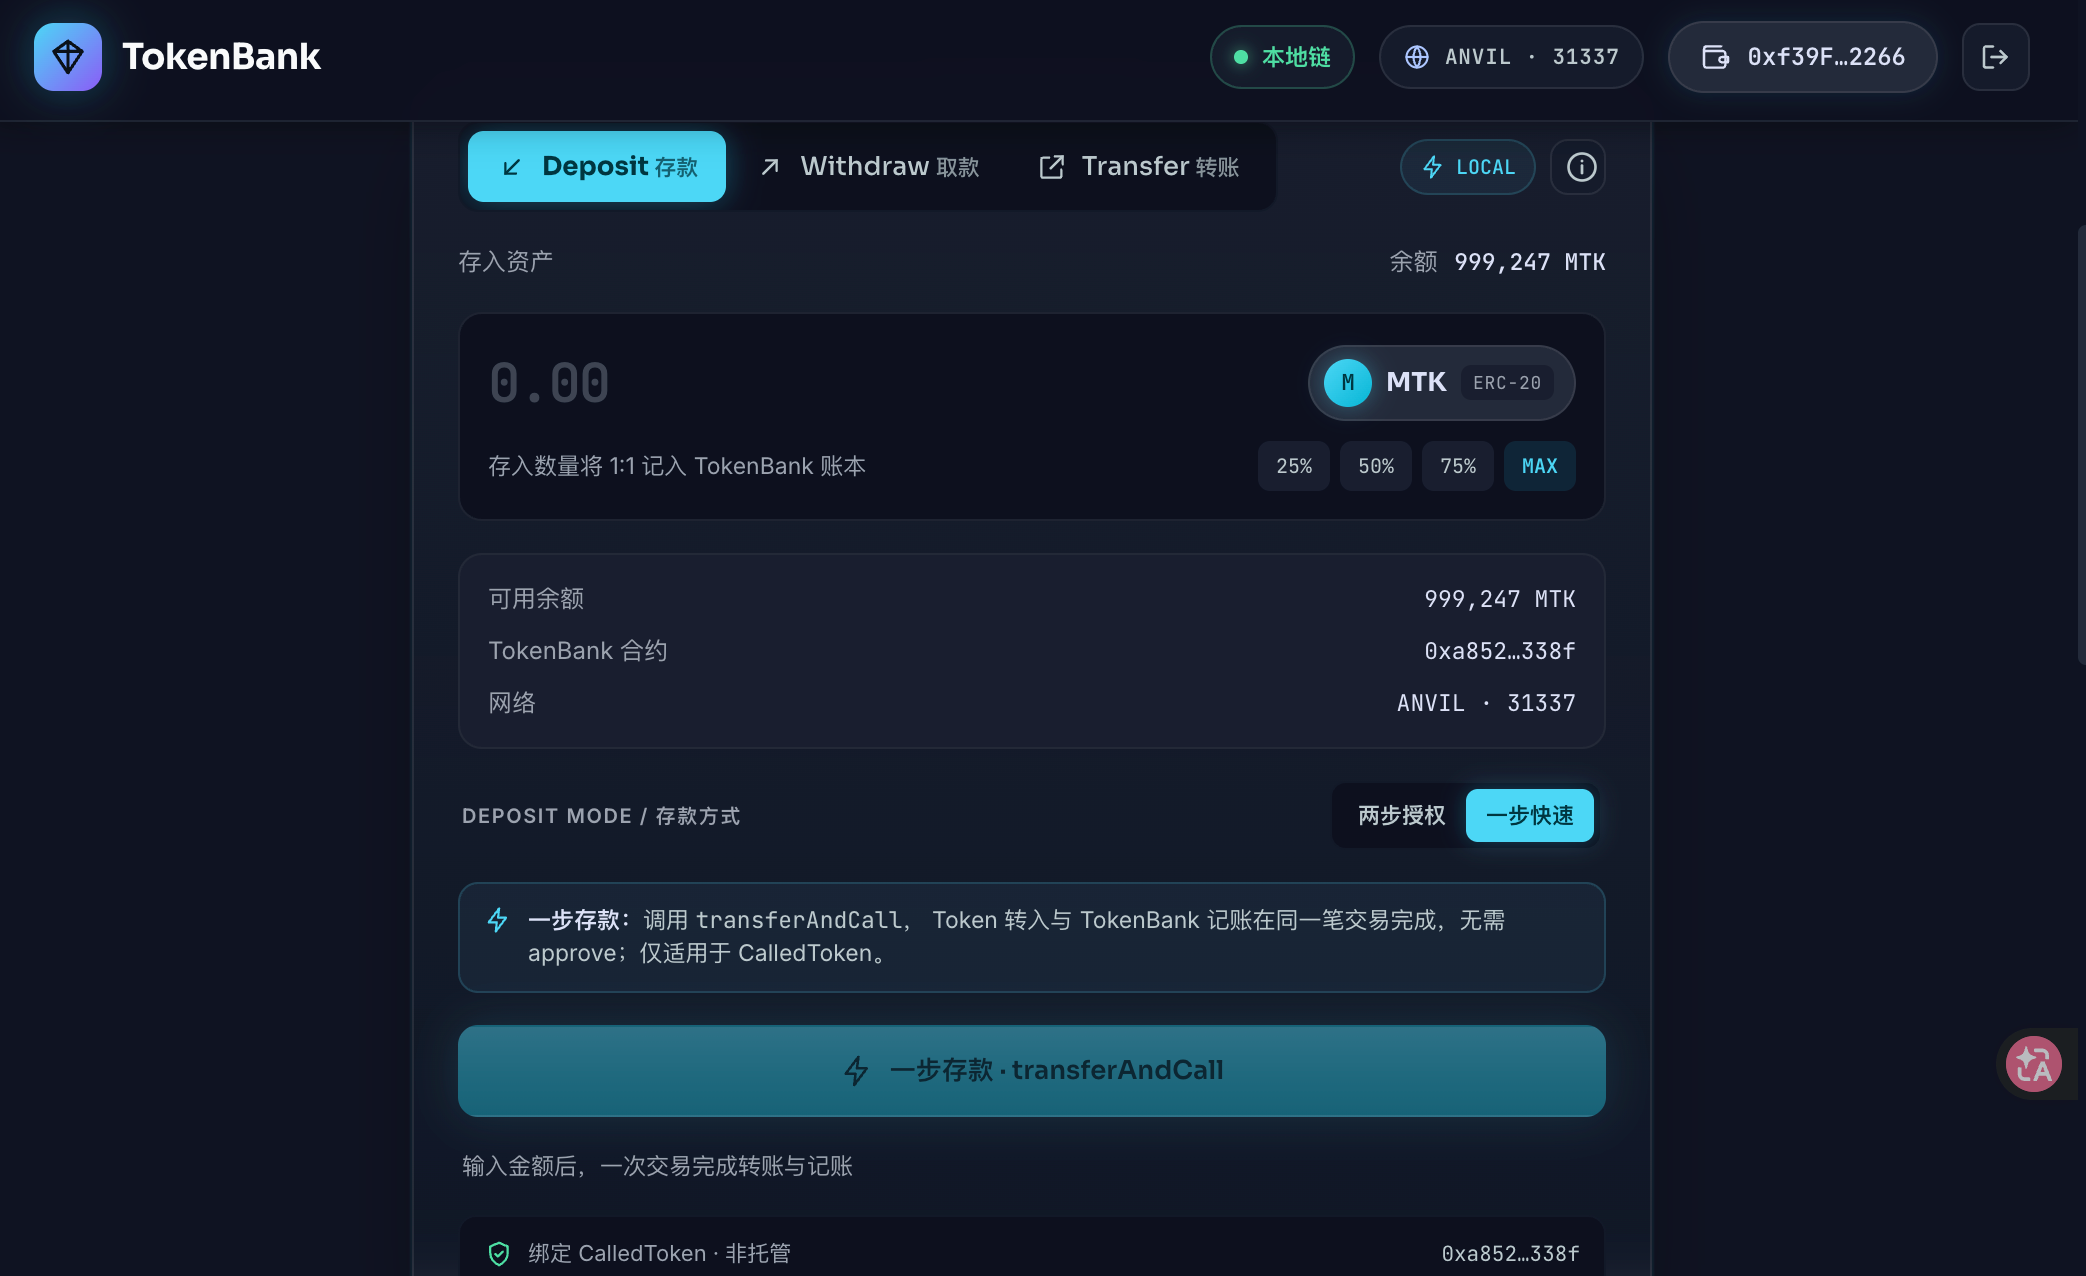 TokenBank
本地链
ANVIL · 31337
0xf39F…2266
Deposit 存款
Withdraw 取款
Transfer 转账
LOCAL
存入资产
余额 999,247 MTK
0.00
M MTK ERC-20
存入数量将 1:1 记入 TokenBank 账本
25% 50% 75% MAX
可用余额 999,247 MTK
TokenBank 合约 0xa852…338f
网络 ANVIL · 31337
DEPOSIT MODE / 存款方式
两步授权 一步快速
一步存款：调用 transferAndCall， Token 转入与 TokenBank 记账在同一笔交易完成，无需
approve；仅适用于 CalledToken。
一步存款 · transferAndCall
输入金额后，一次交易完成转账与记账
绑定 CalledToken · 非托管 0xa852…338f